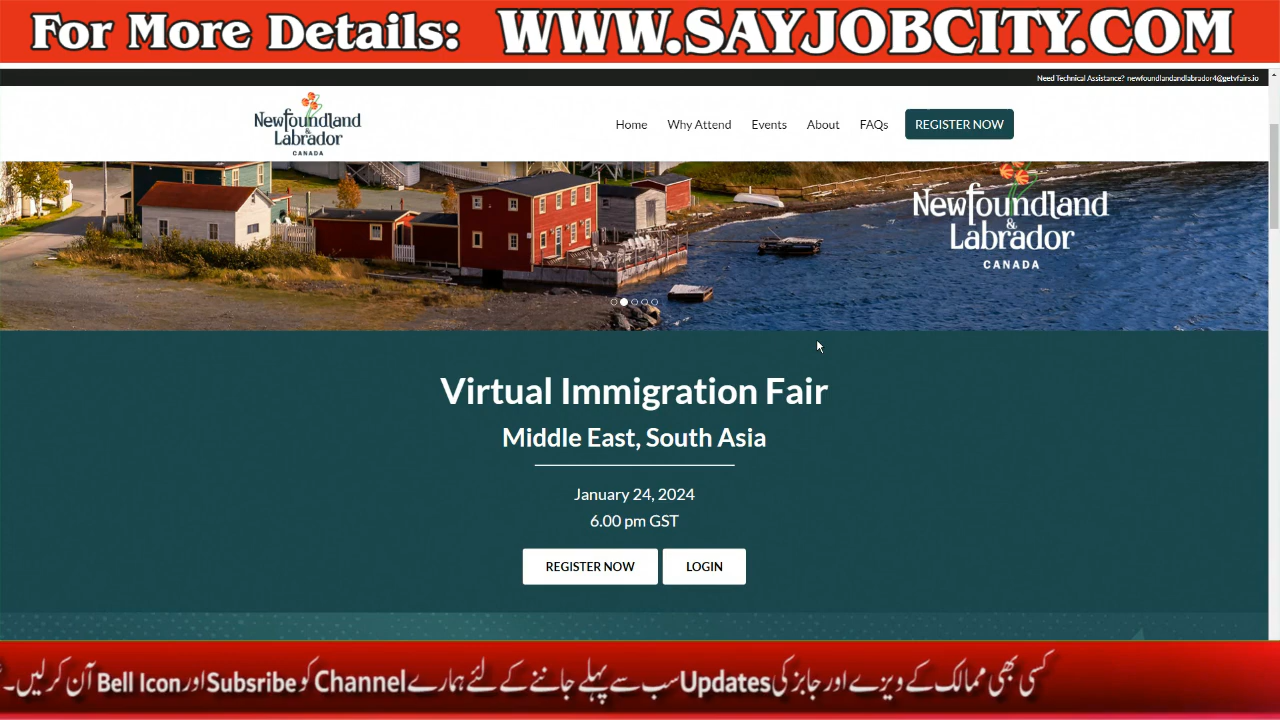 For More Details: WWW.SAYJOBCITY.COM
Need Technical Assistance? newfoundlandandlabrador4@getvfairs.io
Newfoundland
&
Labrador
CANADA
Home Why Attend Events About FAQs REGISTER NOW
Newfoundland
&
Labrador
CANADA
Virtual Immigration Fair
Middle East, South Asia
January 24, 2024
6.00 pm GST
REGISTER NOW LOGIN
کسی بھی ممالک کے ویزے اور جابز کی Updates سب سے پہلے جاننے کے لئے ہمارے Channel کو Subsribe اور Bell Icon آن کر لیں۔